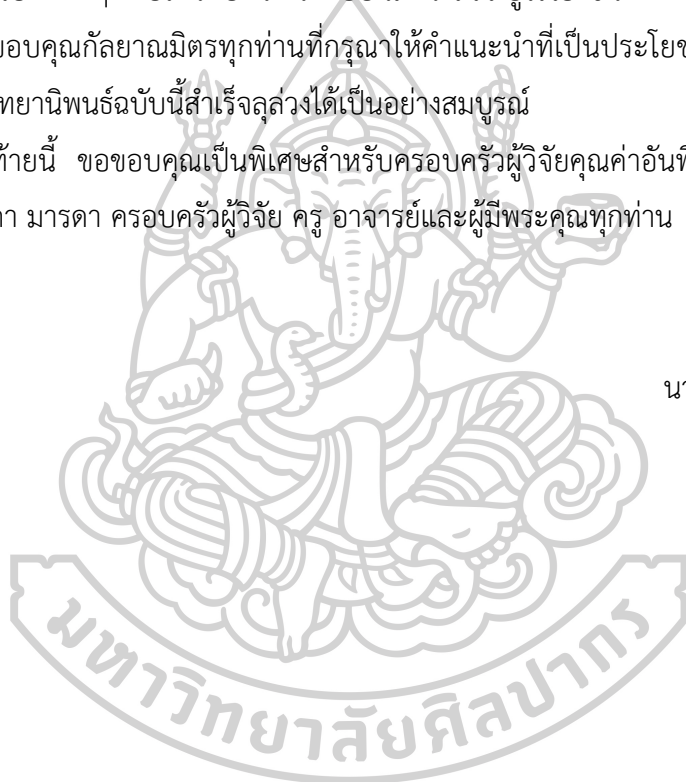 ขอบคุณกัลยาณมิตรทุกท่านที่กรุณาให้คำแนะนำที่เป็นประโยช
ทยานิพนธ์ฉบับนี้สำเร็จลุล่วงได้เป็นอย่างสมบูรณ์
ท้ายนี้ ขอขอบคุณเป็นพิเศษสำหรับครอบครัวผู้วิจัยคุณค่าอัน
มารดา ครอบครัวผู้วิจัย ครู อาจารย์และผู้มีพระคุณทุกท่าน
มหาวิทยาลัยศิลปากร